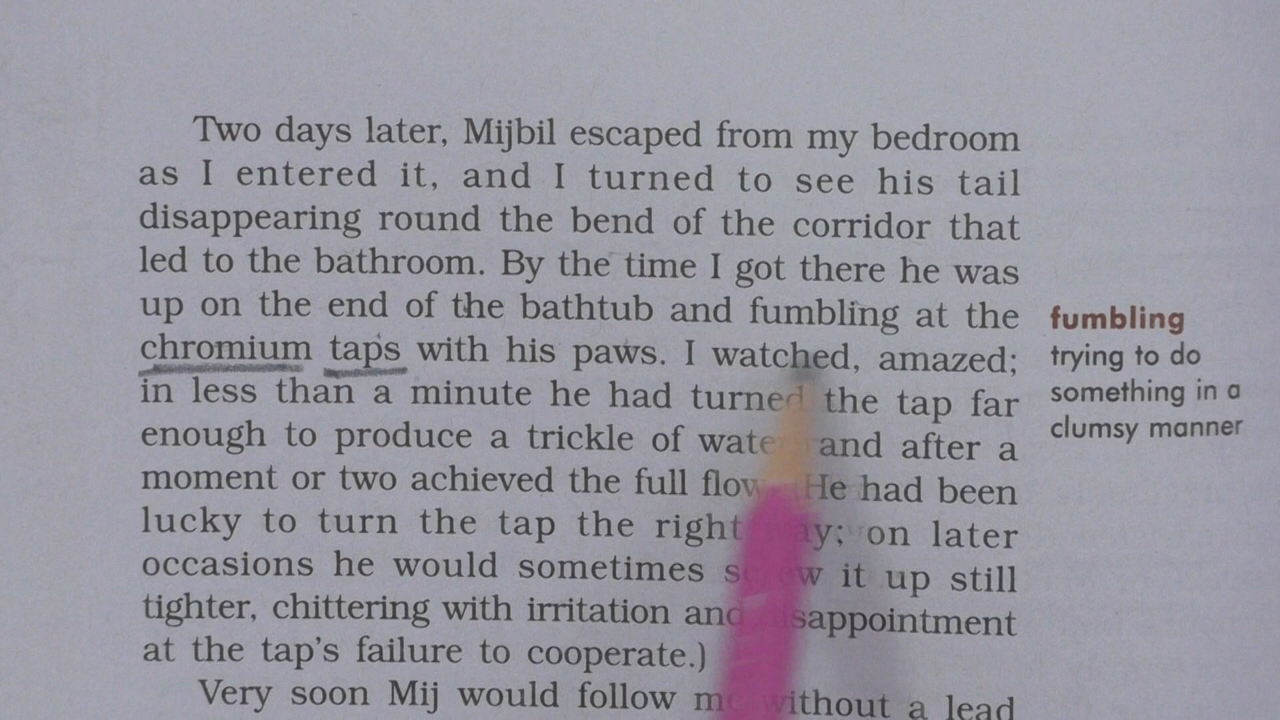 Two days later, Mijbil escaped from my bedroom
as I entered it, and I turned to see his tail
disappearing round the bend of the corridor that
led to the bathroom. By the time I got there he was
up on the end of the bathtub and fumbling at the
chromium taps with his paws. I watched, amazed;
in less than a minute he had turned the tap far
enough to produce a trickle of water and after a
moment or two achieved the full flow. (He had been
lucky to turn the tap the right way; on later
occasions he would sometimes screw it up still
tighter, chittering with irritation and disappointment
at the tap's failure to cooperate.)
Very soon Mij would follow me without a lead
fumbling
trying to do
something in a
clumsy manner